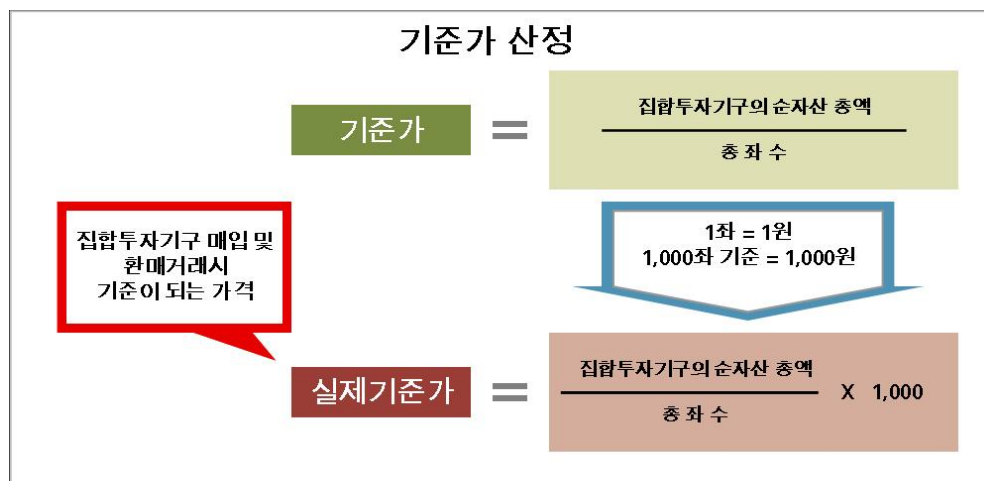 기준가 산정
기준가 = 집합투자기구의 순자산 총액
총 좌 수
집합투자기구 매입 및
환매거래시
기준이 되는 가격
1좌 = 1원
1,000좌 기준 = 1,000원
실제기준가 = 집합투자기구의 순자산 총액
총 좌 수
X 1,000